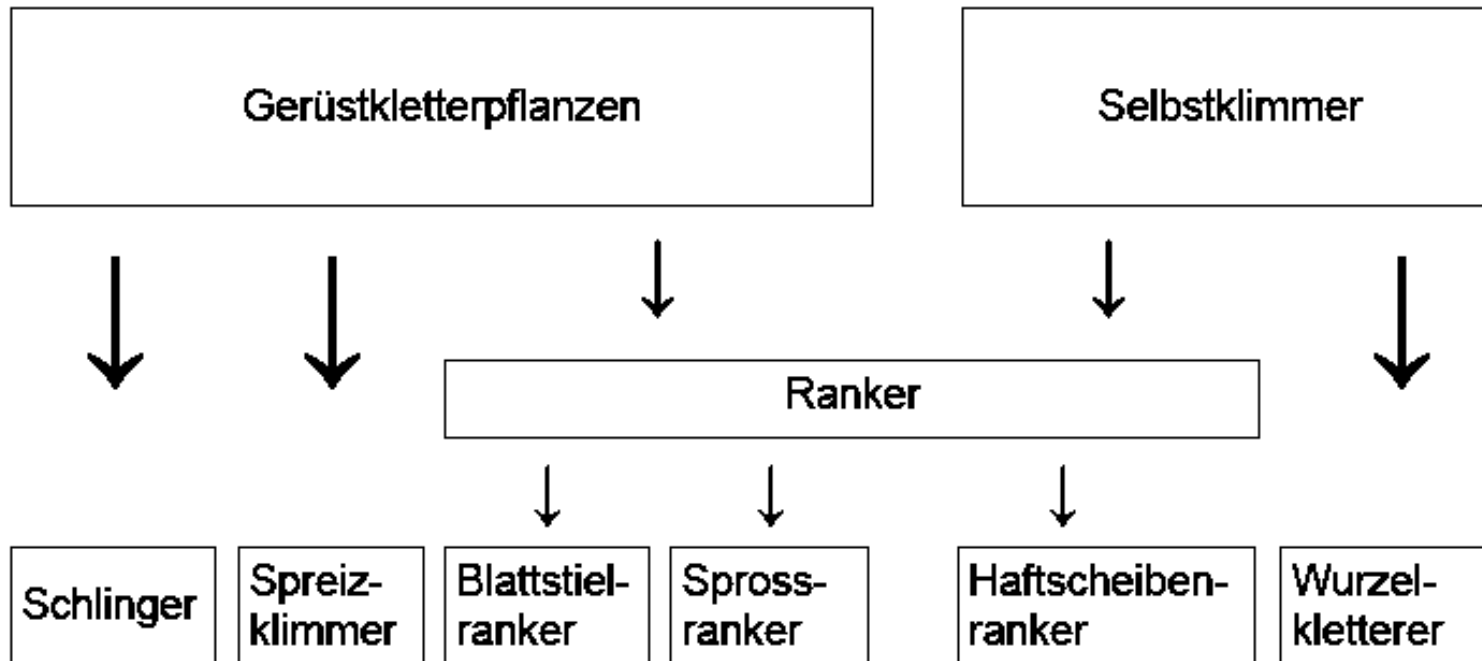 Gerüstkletterpflanzen
Selbstklimmer
Ranker
Schlinger
Spreiz-
klimmer
Blattstiel-
ranker
Spross-
ranker
Haftscheiben-
ranker
Wurzel-
kletterer